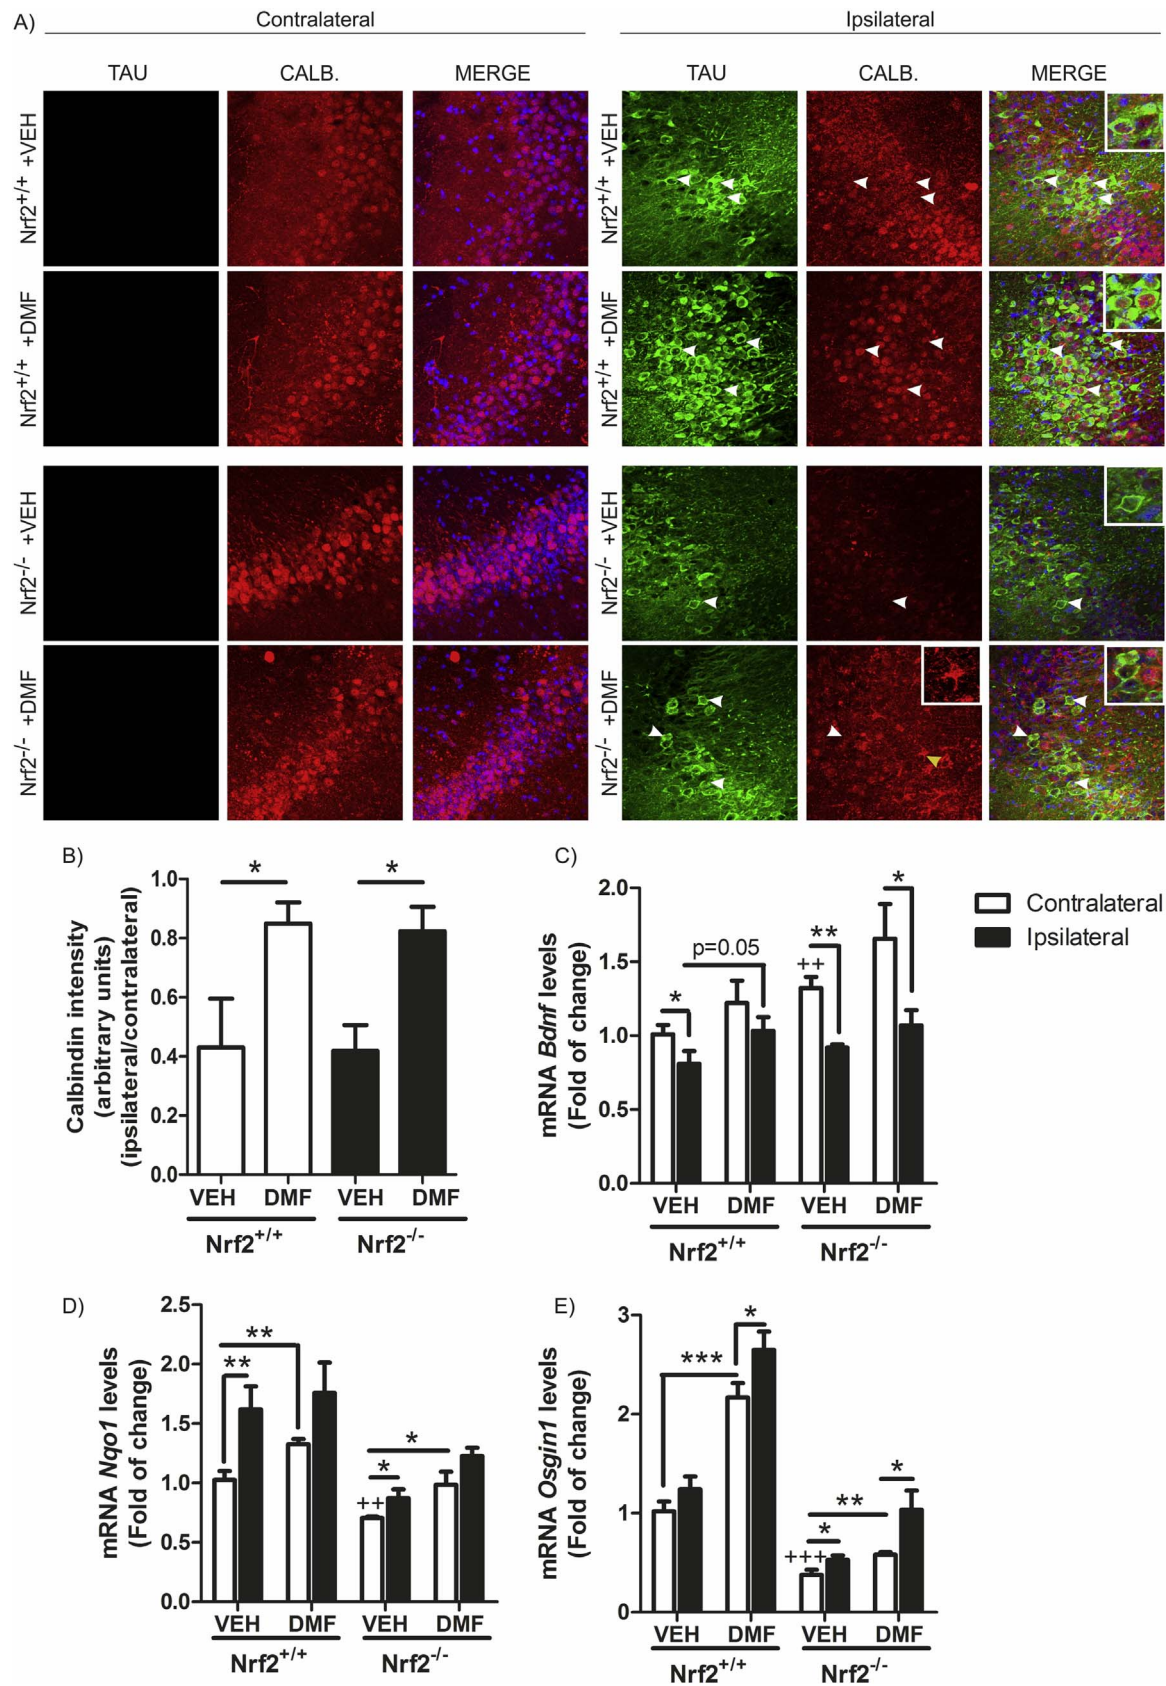 A)
Contralateral
Ipsilateral
TAU
CALB.
MERGE
TAU
CALB.
MERGE
Nrf2+/+ +VEH
Nrf2+/+ +VEH
Nrf2+/+ +DMF
Nrf2+/+ +DMF
Nrf2-/- +VEH
Nrf2-/- +VEH
Nrf2-/- +DMF
Nrf2-/- +DMF
B)
Calbindin intensity
(arbitrary units)
(ipsilateral/contralateral)
1.0
0.8
0.6
0.4
0.2
0.0
*
*
VEH
DMF
VEH
DMF
Nrf2+/+
Nrf2-/-
C)
mRNA Bdnf levels
(Fold of change)
2.0
1.5
1.0
0.5
0.0
*
p=0.05
++
**
*
VEH
DMF
VEH
DMF
Nrf2+/+
Nrf2-/-
Contralateral
Ipsilateral
D)
mRNA Nqo1 levels
(Fold of change)
2.5
2.0
1.5
1.0
0.5
0.0
**
**
++
*
*
VEH
DMF
VEH
DMF
Nrf2+/+
Nrf2-/-
E)
mRNA Osgin1 levels
(Fold of change)
3
2
1
0
***
*
+++
*
**
*
VEH
DMF
VEH
DMF
Nrf2+/+
Nrf2-/-